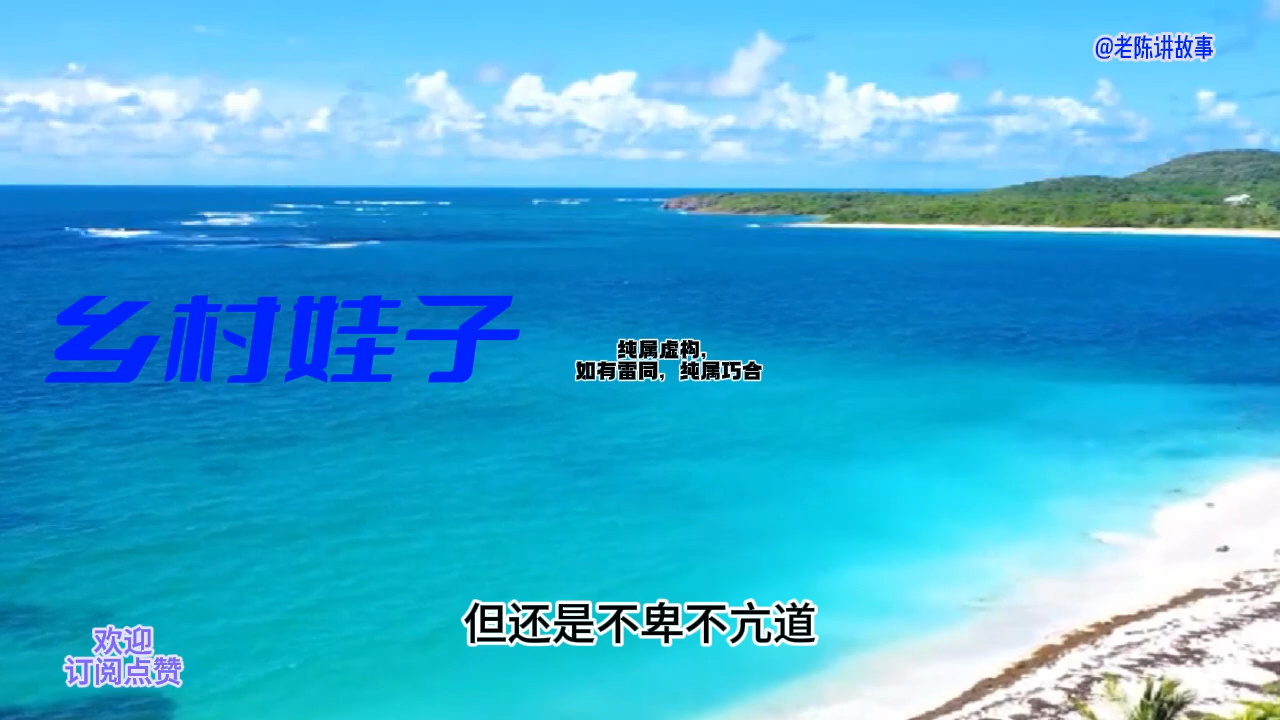 @老陈讲故事
乡村娃子
纯属虚构，
如有雷同，纯属巧合
但还是不卑不亢道
欢迎
订阅点赞